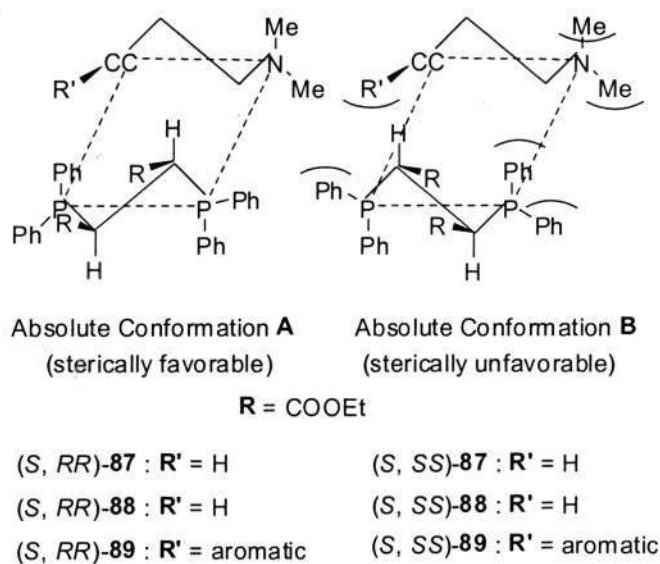 Me
R' CC N Me
H
Ph R
P P Ph
Ph R Ph
H
Me
R' CC N Me
H
R Ph
Ph P P Ph
Ph R
H
Absolute Conformation A
(sterically favorable)
Absolute Conformation B
(sterically unfavorable)
R = COOEt
(S, RR)-87 : R' = H
(S, SS)-87 : R' = H
(S, RR)-88 : R' = H
(S, SS)-88 : R' = H
(S, RR)-89 : R' = aromatic
(S, SS)-89 : R' = aromatic